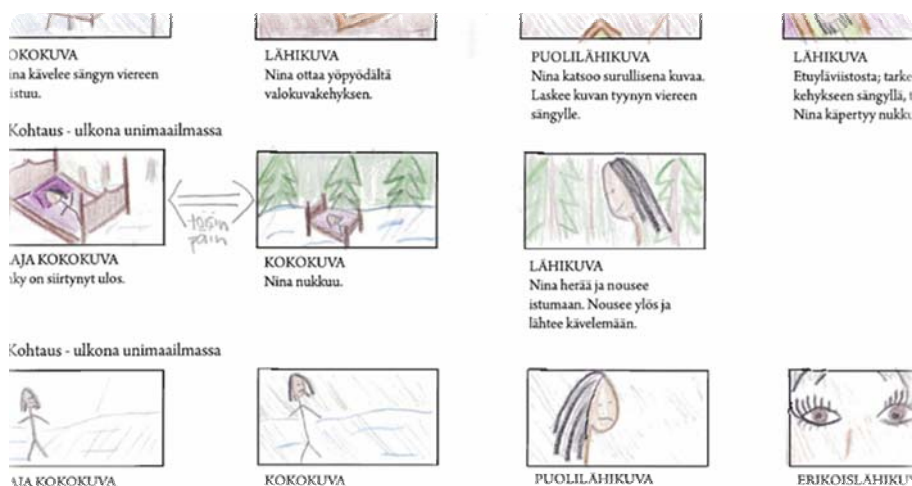 OKOKUVA
ina kävelee sängyn viereen
istuu.
LÄHIKUVA
Nina ottaa yöpyödältä
valokuvakehyksen.
PUOLILÄHIKUVA
Nina katsoo surullisena kuvaa.
Laskee kuvan tyynyn viereen
sängylle.
LÄHIKUVA
Etuyläviistosta; tarke
kehykseen sängyllä, t
Nina käpertyy nukku
Kohtaus - ulkona unimaailmassa
AJA KOKOKUVA
nky on siirtynyt ulos.
toisin
päin
KOKOKUVA
Nina nukkuu.
LÄHIKUVA
Nina herää ja nousee
istumaan. Nousee ylös ja
lähtee kävelemään.
Kohtaus - ulkona unimaailmassa
AJA KOKOKUVA
KOKOKUVA
PUOLILÄHIKUVA
ERIKOISLÄHIKUV